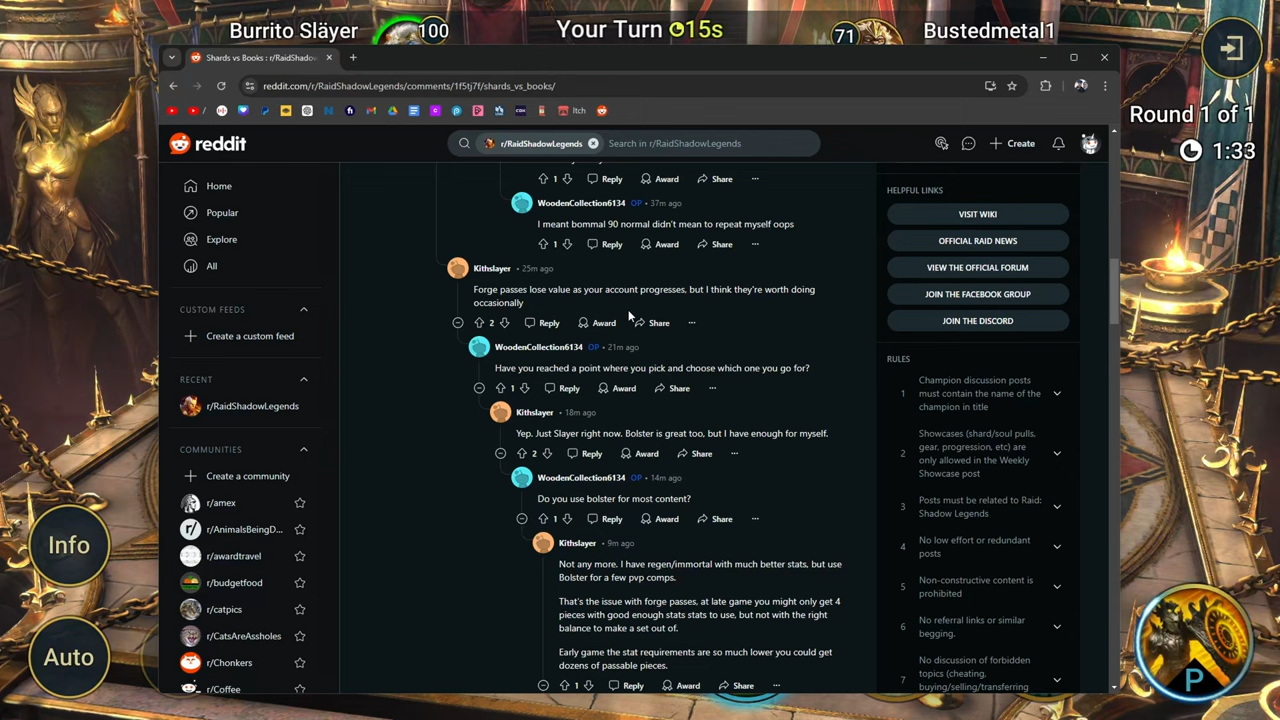 Burrito Släyer
100
Your Turn 15s
71
Bustedmetal1
Round 1 of 1
1:33
Shards vs Books : r/RaidShadow
reddit.com/r/RaidShadowLegends/comments/1f5tj7f/shards_vs_books/
Itch
reddit
r/RaidShadowLegends
Search in r/RaidShadowLegends
Create
Home
Popular
Explore
All
CUSTOM FEEDS
Create a custom feed
RECENT
r/RaidShadowLegends
COMMUNITIES
Create a community
r/amex
r/AnimalsBeingD...
r/awardtravel
r/budgetfood
r/catpics
r/CatsAreAssholes
r/Chonkers
r/Coffee
1 Reply Award Share ...
WoodenCollection6134 OP • 37m ago
I meant bommal 90 normal didn't mean to repeat myself oops
1 Reply Award Share ...
Kithslayer • 25m ago
Forge passes lose value as your account progresses, but I think they're worth doing
occasionally
2 Reply Award Share ...
WoodenCollection6134 OP • 21m ago
Have you reached a point where you pick and choose which one you go for?
1 Reply Award Share ...
Kithslayer • 18m ago
Yep. Just Slayer right now. Bolster is great too, but I have enough for myself.
2 Reply Award Share ...
WoodenCollection6134 OP • 14m ago
Do you use bolster for most content?
1 Reply Award Share ...
Kithslayer • 9m ago
Not any more. I have regen/immortal with much better stats, but use
Bolster for a few pvp comps.
That's the issue with forge passes, at late game you might only get 4
pieces with good enough stats stats to use, but not with the right
balance to make a set out of.
Early game the stat requirements are so much lower you could get
dozens of passable pieces.
1 Reply Award Share ...
HELPFUL LINKS
VISIT WIKI
OFFICIAL RAID NEWS
VIEW THE OFFICIAL FORUM
JOIN THE FACEBOOK GROUP
JOIN THE DISCORD
RULES
1 Champion discussion posts
must contain the name of the
champion in title
2 Showcases (shard/soul pulls,
gear, progression, etc) are
only allowed in the Weekly
Showcase post
3 Posts must be related to Raid:
Shadow Legends
4 No low effort or redundant
posts
5 Non-constructive content is
prohibited
6 No referral links or similar
begging.
7 No discussion of forbidden
topics (cheating,
buying/selling/transferring
Info
Auto
P